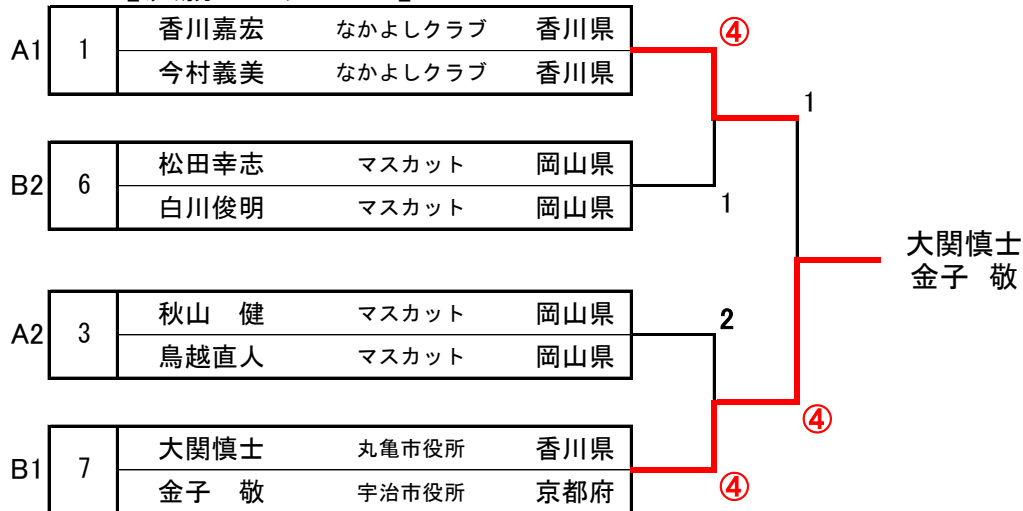 A1 1 香川嘉宏 なかよしクラブ 香川県
今村義美 なかよしクラブ 香川県
④
1
B2 6 松田幸志 マスカット 岡山県
白川俊明 マスカット 岡山県
1
大関慎士
金子 敬
A2 3 秋山 健 マスカット 岡山県
鳥越直人 マスカット 岡山県
2
④
B1 7 大関慎士 丸亀市役所 香川県
金子 敬 宇治市役所 京都府
④